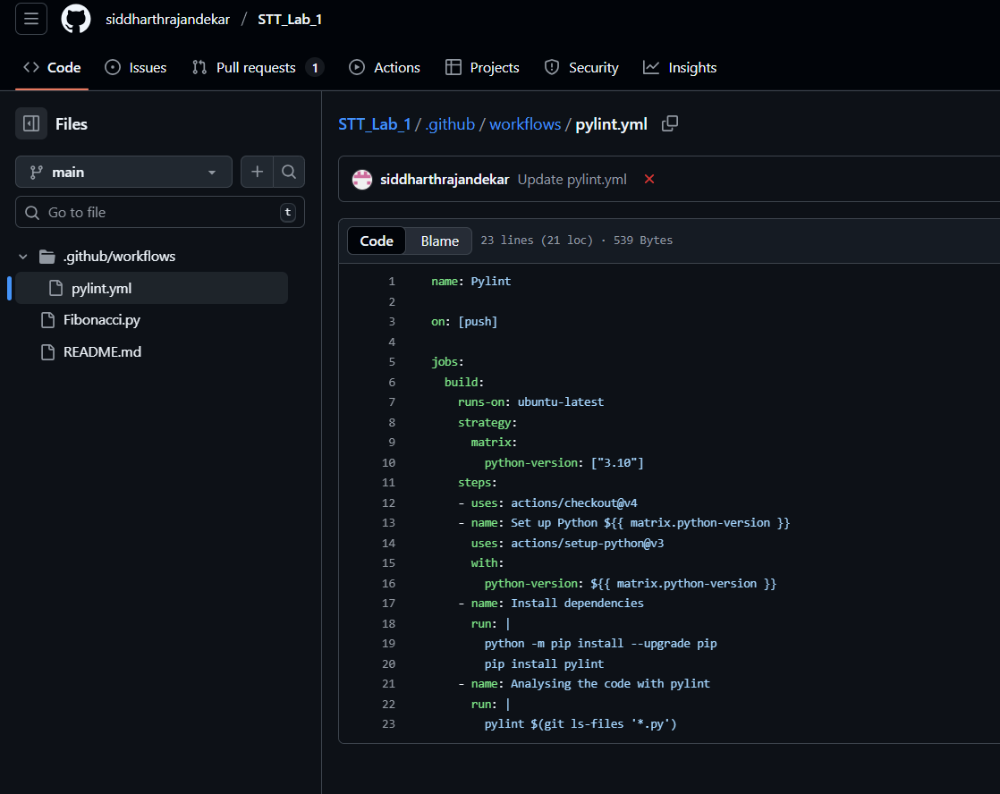 siddharthrajandekar / STT_Lab_1
Code Issues Pull requests 1 Actions Projects Security Insights
Files
main
Go to file t
.github/workflows
pylint.yml
Fibonacci.py
README.md
STT_Lab_1 / .github / workflows / pylint.yml
siddharthrajandekar Update pylint.yml
Code Blame 23 lines (21 loc) · 539 Bytes
1 name: Pylint
2
3 on: [push]
4
5 jobs:
6   build:
7     runs-on: ubuntu-latest
8     strategy:
9       matrix:
10         python-version: ["3.10"]
11     steps:
12     - uses: actions/checkout@v4
13     - name: Set up Python ${{ matrix.python-version }}
14       uses: actions/setup-python@v3
15       with:
16         python-version: ${{ matrix.python-version }}
17     - name: Install dependencies
18       run: |
19         python -m pip install --upgrade pip
20         pip install pylint
21     - name: Analysing the code with pylint
22       run: |
23         pylint $(git ls-files '*.py')